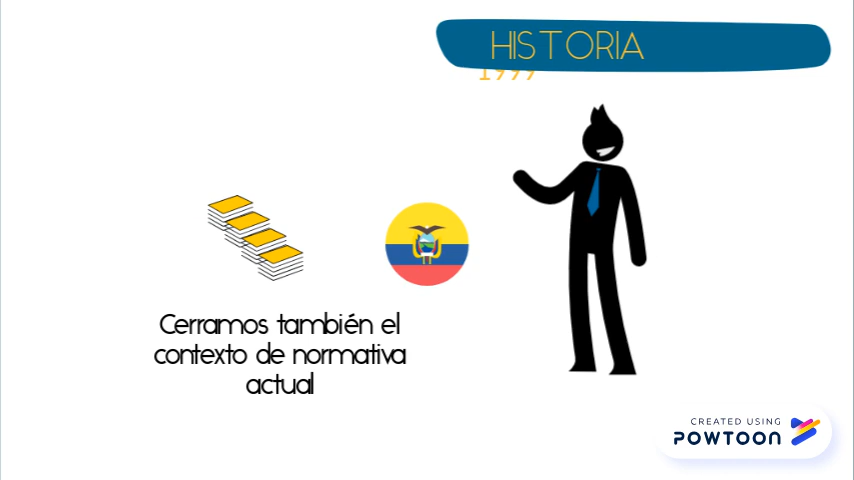 HISTORIA
Cerramos también el
contexto de normativa
actual
CREATED USING
POWTOON